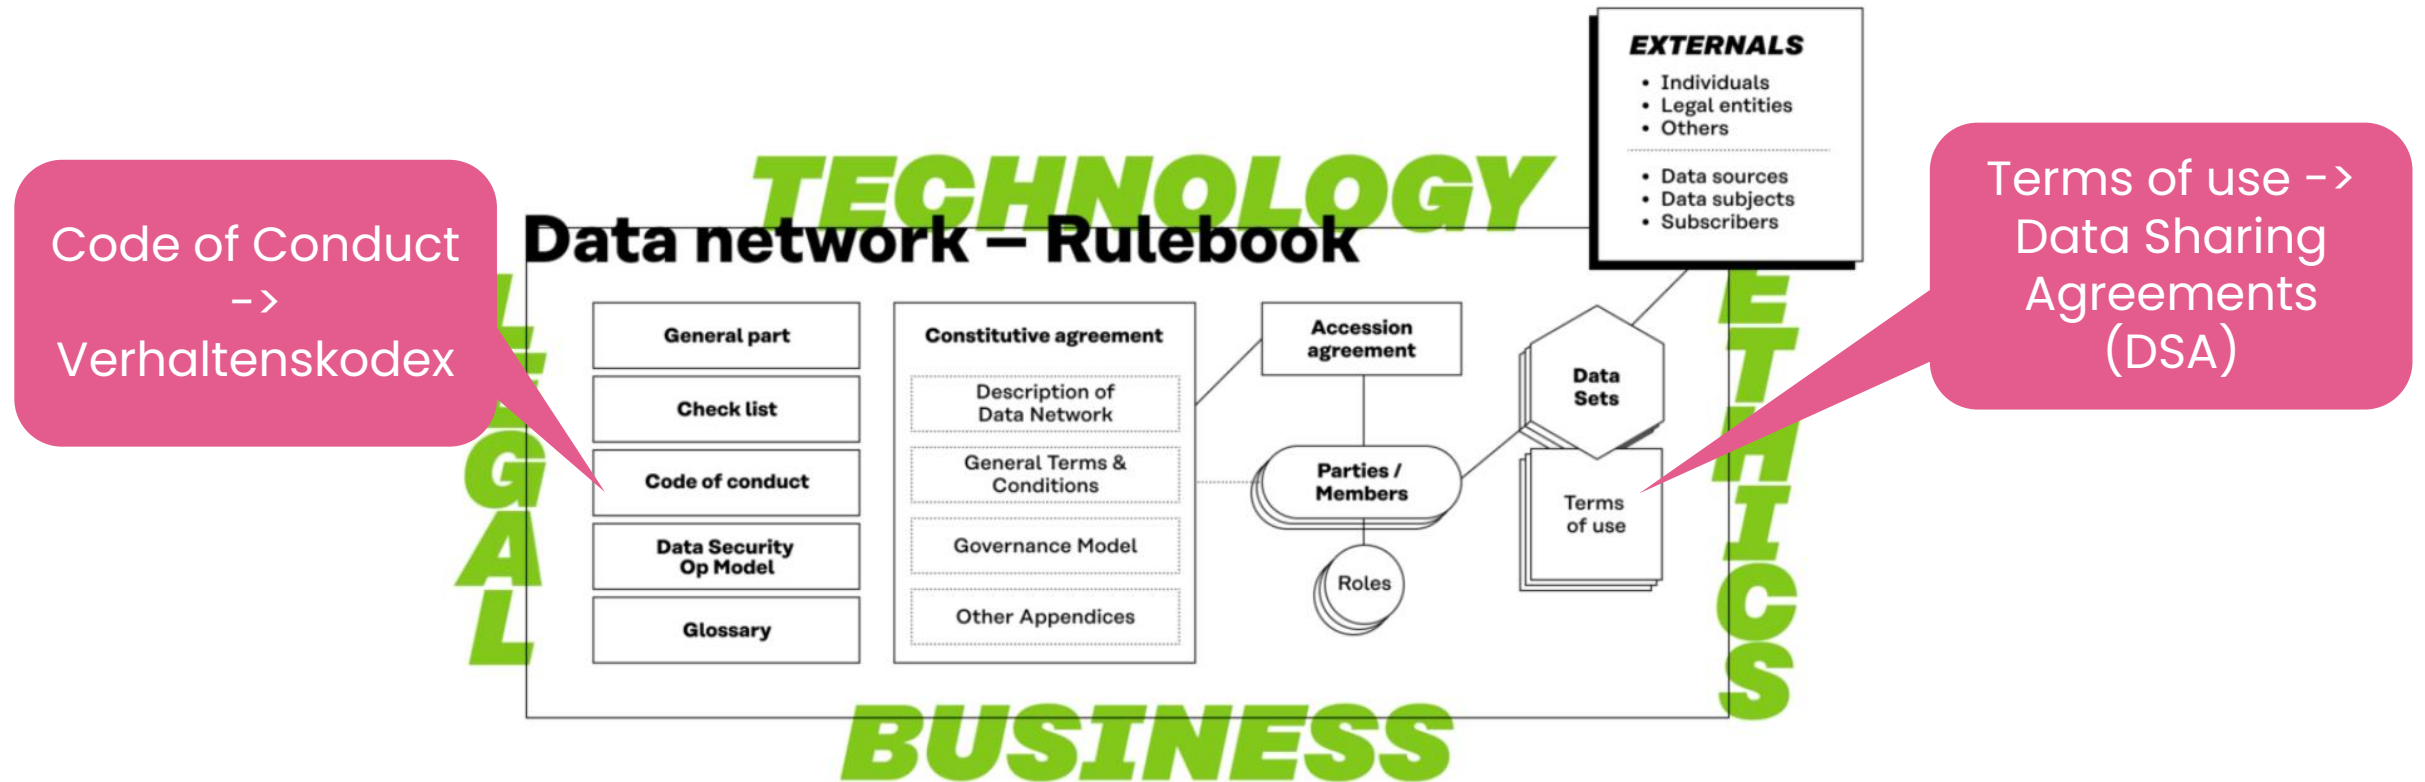 Code of Conduct
->
Verhaltenskodex
TECHNOLOGY
Data network – Rulebook
LEGAL
General part
Check list
Code of conduct
Data Security
Op Model
Glossary
Constitutive agreement
Description of
Data Network
General Terms &
Conditions
Governance Model
Other Appendices
Accession
agreement
Parties /
Members
Roles
Data
Sets
Terms
of use
EXTERNALS
• Individuals
• Legal entities
• Others
• Data sources
• Data subjects
• Subscribers
ETHICS
Terms of use ->
Data Sharing
Agreements
(DSA)
BUSINESS